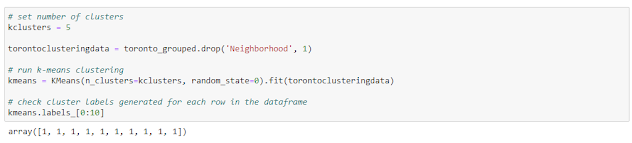 # set number of clusters
kclusters = 5
torontoclusteringdata = toronto_grouped.drop('Neighborhood', 1)
# run k-means clustering
kmeans = KMeans(n_clusters=kclusters, random_state=0).fit(torontoclusteringdata)
# check cluster labels generated for each row in the dataframe
kmeans.labels_[0:10]
array([1, 1, 1, 1, 1, 1, 1, 1, 1, 1])